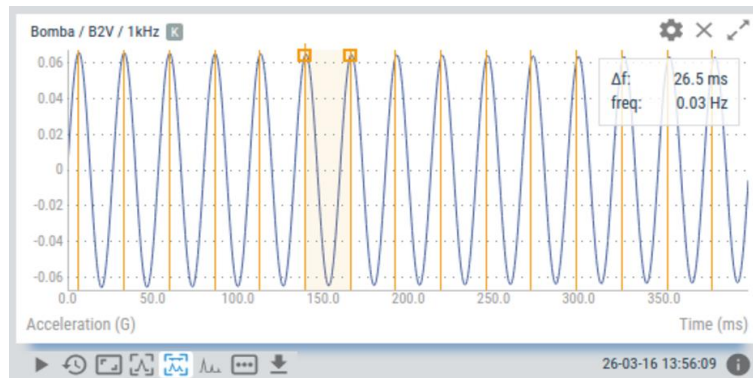 Bomba / B2V / 1kHz K
Δf: 26.5 ms
freq: 0.03 Hz
0.06
0.04
0.02
0
-0.02
-0.04
-0.06
0.0 50.0 100.0 150.0 200.0 250.0 300.0 350.0
Acceleration (G) Time (ms)
26-03-16 13:56:09